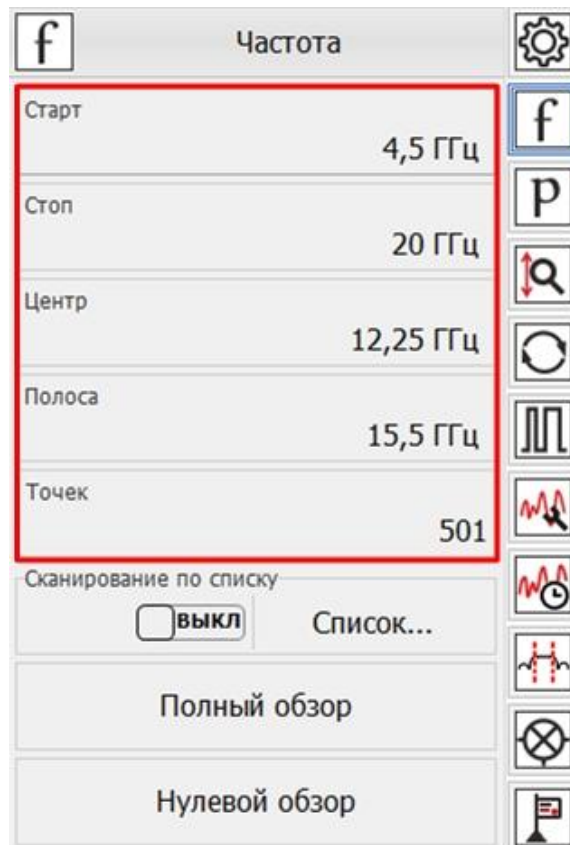 f Частота
Старт
4,5 ГГц
f
Стоп
20 ГГц
p
Центр
12,25 ГГц
Полоса
15,5 ГГц
Точек
501
Сканирование по списку
выкл Список...
Полный обзор
Нулевой обзор